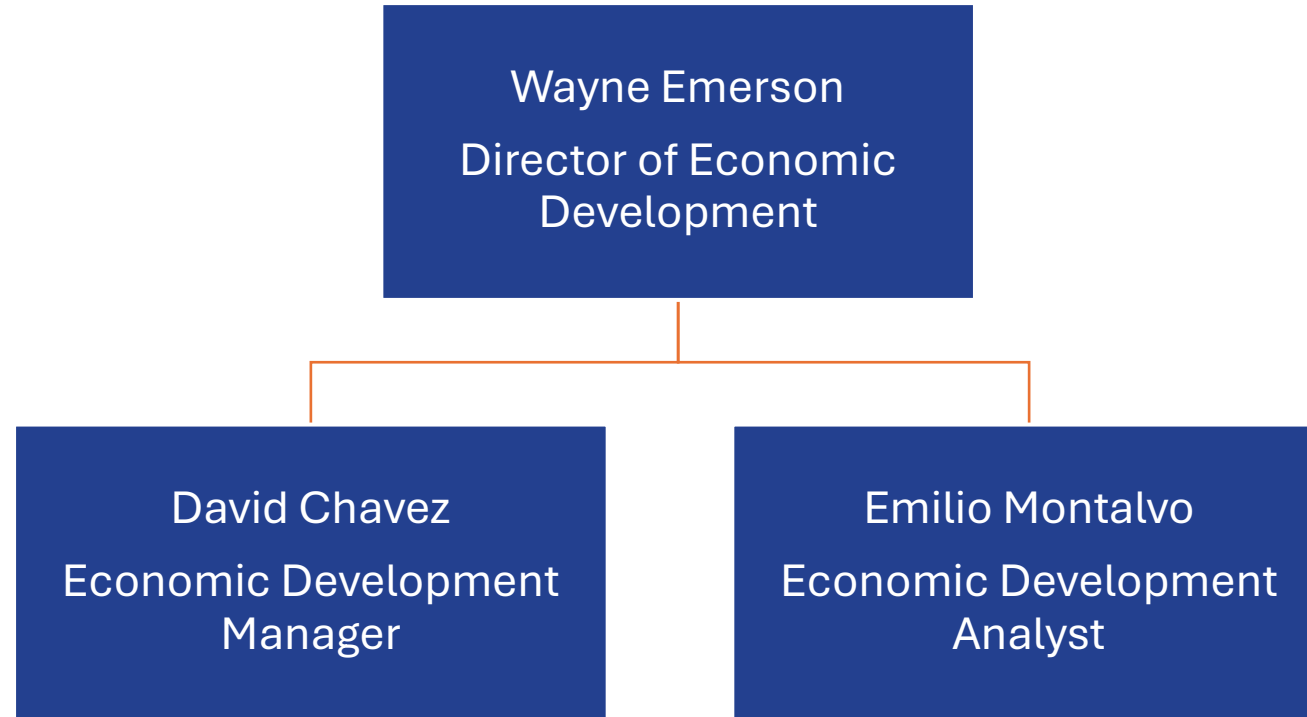 Wayne Emerson
Director of Economic
Development
David Chavez
Economic Development
Manager
Emilio Montalvo
Economic Development
Analyst